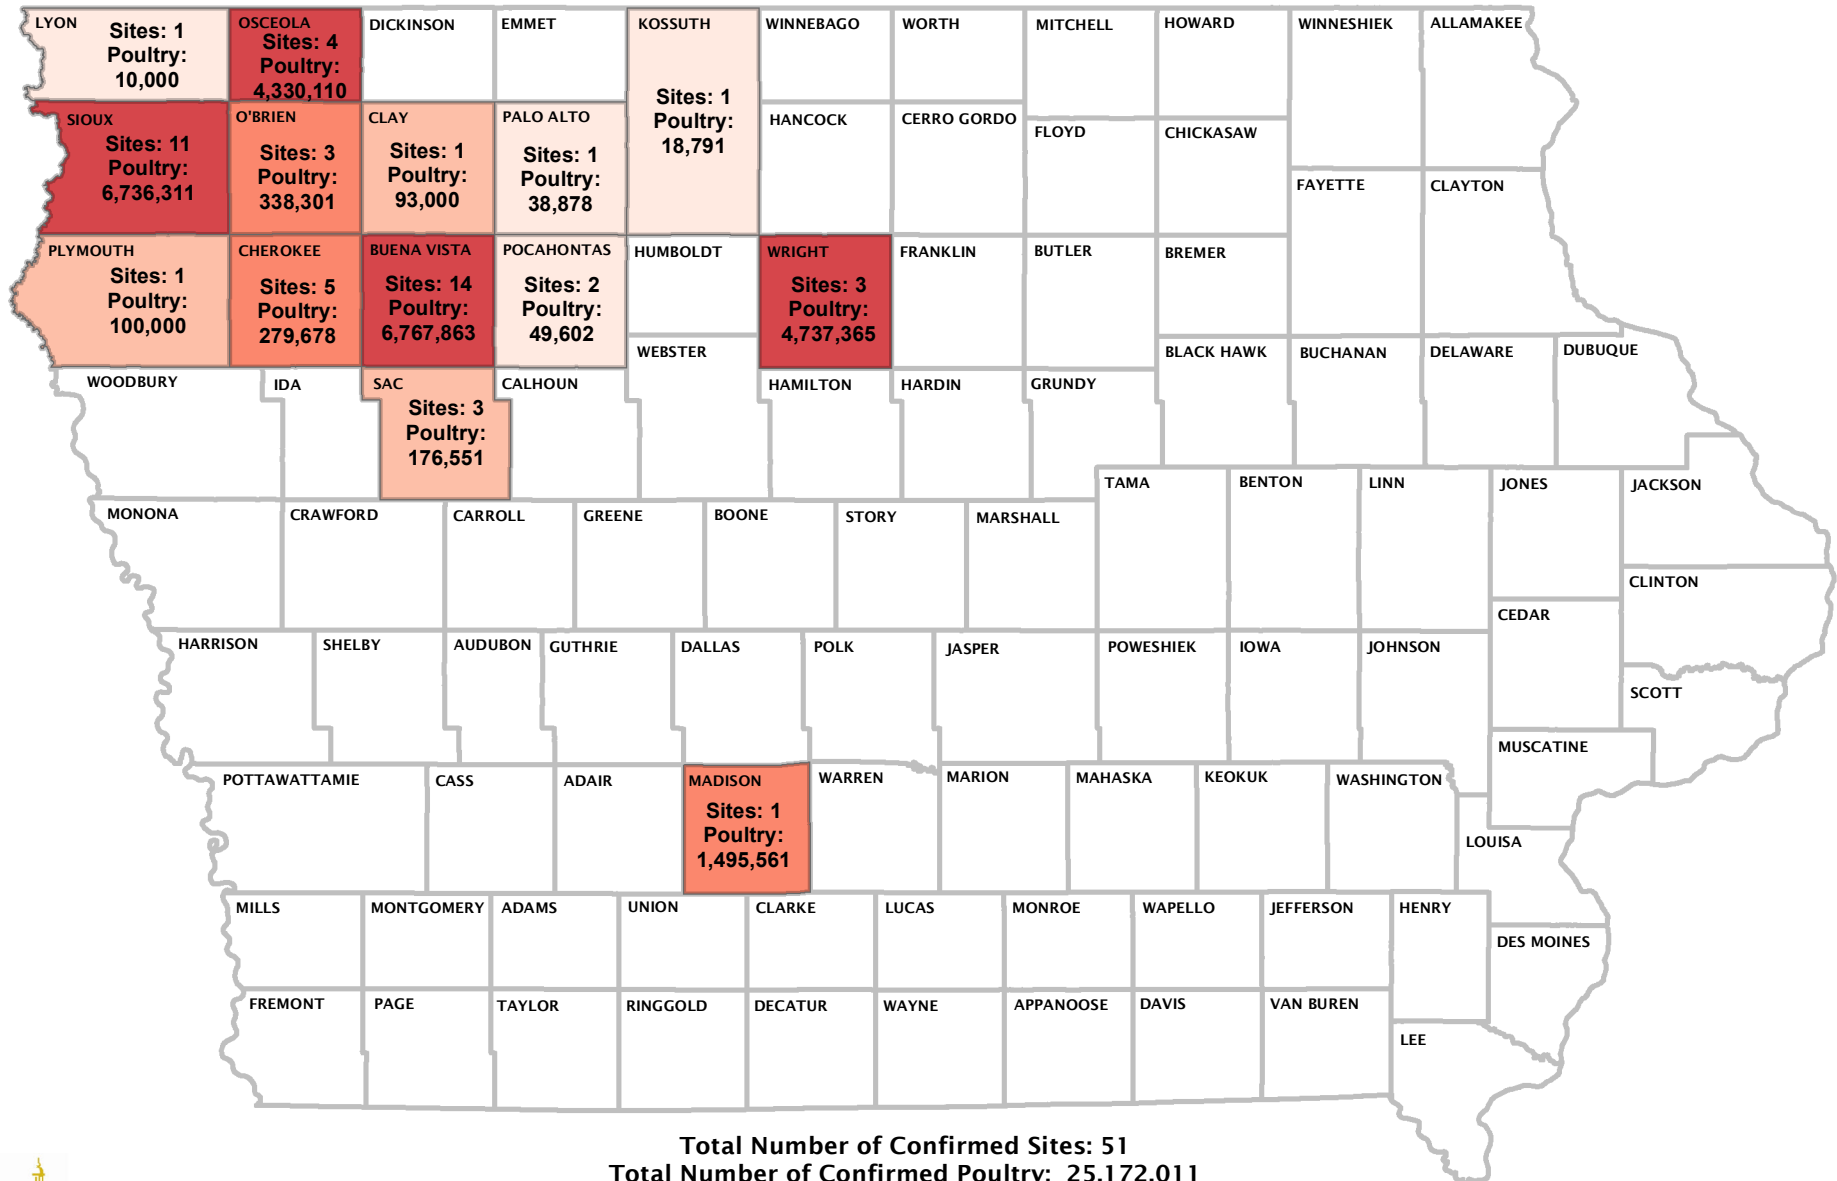 LYON
Sites: 1
Poultry:
10,000
OSCEOLA
Sites: 4
Poultry:
4,330,110
DICKINSON
EMMET
KOSSUTH
Sites: 1
Poultry:
18,791
WINNEBAGO
WORTH
MITCHELL
HOWARD
WINNESHIEK
ALLAMAKEE
SIOUX
Sites: 11
Poultry:
6,736,311
O'BRIEN
Sites: 3
Poultry:
338,301
CLAY
Sites: 1
Poultry:
93,000
PALO ALTO
Sites: 1
Poultry:
38,878
HANCOCK
CERRO GORDO
FLOYD
CHICKASAW
FAYETTE
CLAYTON
PLYMOUTH
Sites: 1
Poultry:
100,000
CHEROKEE
Sites: 5
Poultry:
279,678
BUENA VISTA
Sites: 14
Poultry:
6,767,863
POCAHONTAS
Sites: 2
Poultry:
49,602
HUMBOLDT
WRIGHT
Sites: 3
Poultry:
4,737,365
FRANKLIN
BUTLER
BREMER
WEBSTER
BLACK HAWK
BUCHANAN
DELAWARE
DUBUQUE
WOODBURY
IDA
SAC
Sites: 3
Poultry:
176,551
CALHOUN
HAMILTON
HARDIN
GRUNDY
TAMA
BENTON
LINN
JONES
JACKSON
MONONA
CRAWFORD
CARROLL
GREENE
BOONE
STORY
MARSHALL
CLINTON
CEDAR
HARRISON
SHELBY
AUDUBON
GUTHRIE
DALLAS
POLK
JASPER
POWESHIEK
IOWA
JOHNSON
SCOTT
MUSCATINE
POTTAWATTAMIE
CASS
ADAIR
MADISON
Sites: 1
Poultry:
1,495,561
WARREN
MARION
MAHASKA
KEOKUK
WASHINGTON
LOUISA
MILLS
MONTGOMERY
ADAMS
UNION
CLARKE
LUCAS
MONROE
WAPELLO
JEFFERSON
HENRY
DES MOINES
FREMONT
PAGE
TAYLOR
RINGGOLD
DECATUR
WAYNE
APPANOOSE
DAVIS
VAN BUREN
LEE
Total Number of Confirmed Sites: 51
Total Number of Confirmed Poultry: 25,172,011